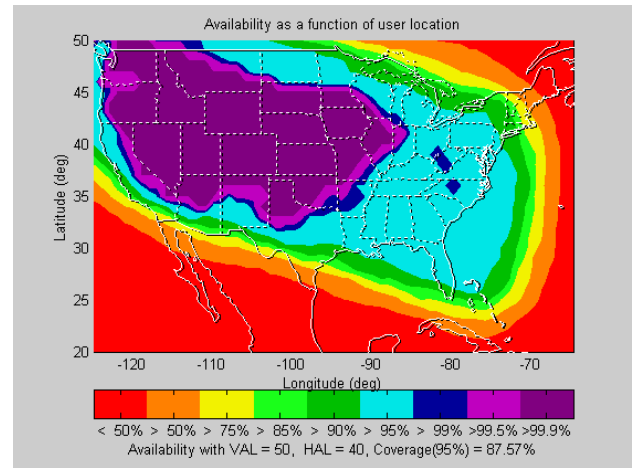 Availability as a function of user location
50
45
40
35
30
25
20
Latitude (deg)
-120 -110 -100 -90 -80 -70
Longitude (deg)
< 50% > 50% > 75% > 85% > 90% > 95% > 99% >99.5% >99.9%
Availability with VAL = 50, HAL = 40, Coverage(95%) = 87.57%